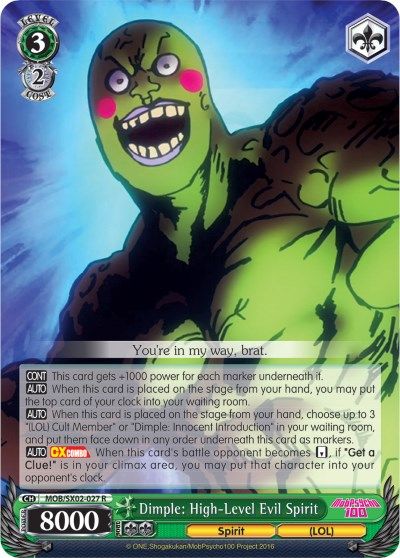 LEVEL
3
2
COST
You're in my way, brat.
CONT This card gets +1000 power for each marker underneath if.
AUTO When this card is placed on the stage from your hand, you may put
the top card of your clock into your waiting room.
AUTO When this card is placed on the stage from your hand, choose up to 3
"(LOL) Cult Member" or "Dimple: Innocent Introduction" in your waiting room,
and put them face up in any order underneath this card as markers.
AUTO CXCOMBO When this card's battle opponent becomes, if "Get a
Clue!" is in your climax area, you may put that character into your
opponent's clock.
CH MOB/SX02-027 R
Dimple: High-Level Evil Spirit
MobPsycho
100
POWER
8000
Spirit
(LOL)
© ONE,Shogakukan/MobPsycho100 Project 2016